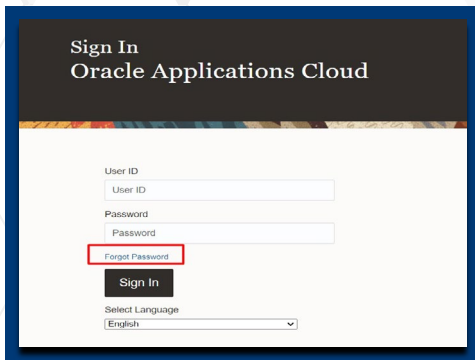 Sign In
Oracle Applications Cloud
User ID
User ID
Password
Password
Forgot Password
Sign In
Select Language
English